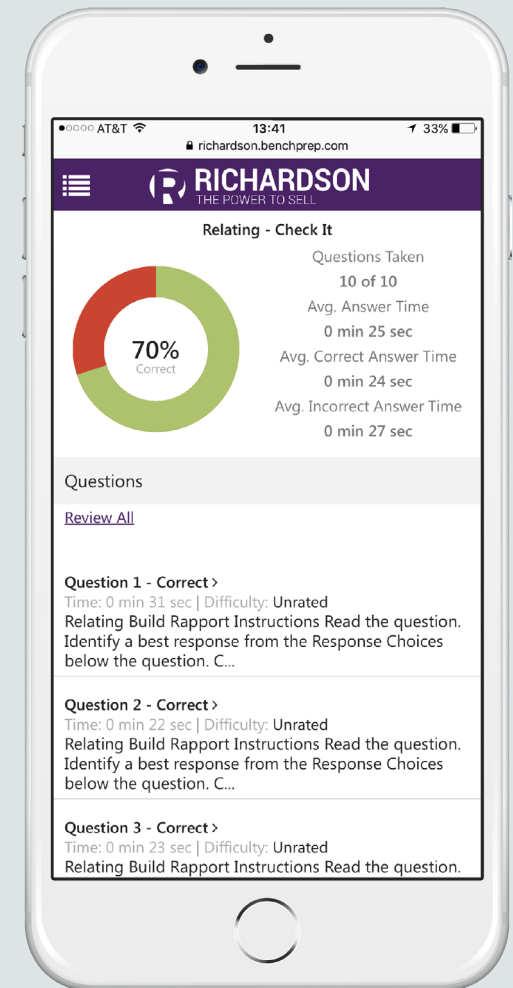 AT&T 13:41 33%
richardson.benchprep.com
R RICHARDSON
THE POWER TO SELL
Relating - Check It
70%
Correct
Questions Taken
10 of 10
Avg. Answer Time
0 min 25 sec
Avg. Correct Answer Time
0 min 24 sec
Avg. Incorrect Answer Time
0 min 27 sec
Questions
Review All
Question 1 - Correct >
Time: 0 min 31 sec | Difficulty: Unrated
Relating Build Rapport Instructions Read the question.
Identify a best response from the Response Choices
below the question. C...
Question 2 - Correct >
Time: 0 min 22 sec | Difficulty: Unrated
Relating Build Rapport Instructions Read the question.
Identify a best response from the Response Choices
below the question. C...
Question 3 - Correct >
Time: 0 min 23 sec | Difficulty: Unrated
Relating Build Rapport Instructions Read the question.